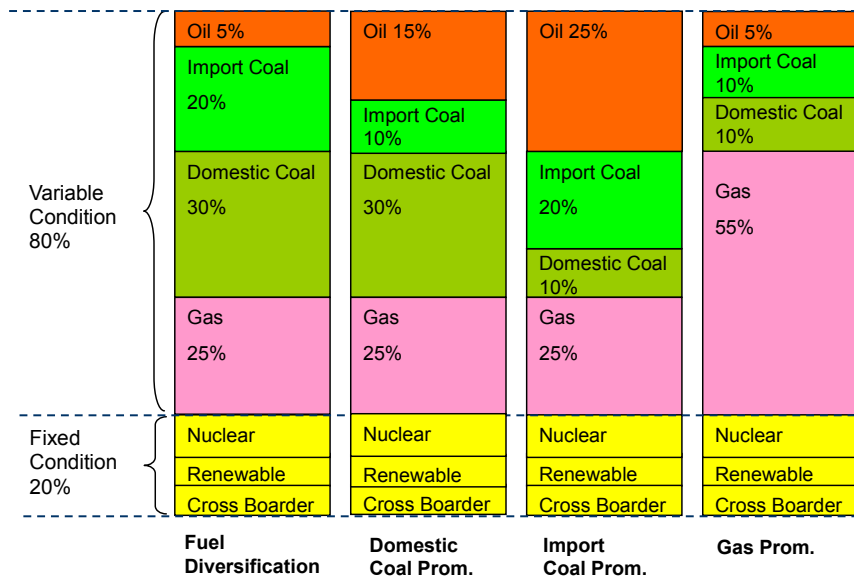 Variable
Condition
80%
Fixed
Condition
20%
Oil 5%
Import Coal
20%
Domestic Coal
30%
Gas
25%
Nuclear
Renewable
Cross Boarder
Fuel
Diversification
Oil 15%
Import Coal
10%
Domestic Coal
30%
Gas
25%
Nuclear
Renewable
Cross Boarder
Domestic
Coal Prom.
Oil 25%
Import Coal
20%
Domestic Coal
10%
Gas
25%
Nuclear
Renewable
Cross Boarder
Import
Coal Prom.
Oil 5%
Import Coal
10%
Domestic Coal
10%
Gas
55%
Nuclear
Renewable
Cross Boarder
Gas Prom.